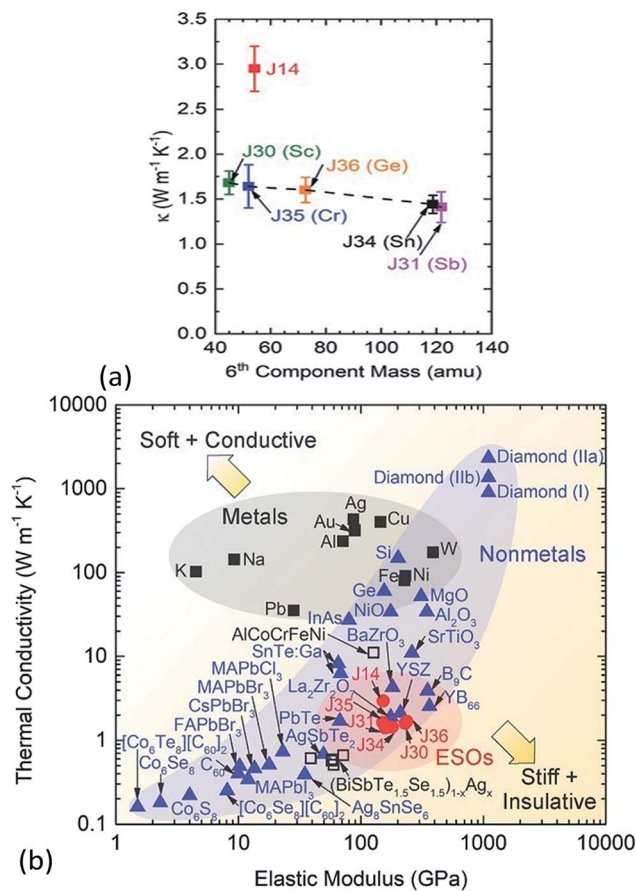 3.5
3.0
2.5
2.0
1.5
1.0
0.5
0.0
κ (W m-1 K-1)
J14
J30 (Sc)
J36 (Ge)
J35 (Cr)
J34 (Sn)
J31 (Sb)
40 60 80 100 120 140
6th Component Mass (amu)
(a)
10000
1000
100
10
1
0.1
Thermal Conductivity (W m-1 K-1)
Soft + Conductive
Diamond (IIa)
Diamond (IIb)
Diamond (I)
Metals
Nonmetals
Ag
Au
Cu
Al
Si
W
K
Na
Fe
Ni
Pb
Ge
MgO
InAs
NiO
Al2O3
AlCoCrFeNi
BaZrO3
SrTiO3
SnTe:Ga
J14
YSZ
MAPbCl3
La2Zr2O7
B9C
MAPbBr3
J35
YB66
CsPbBr3
PbTe
J31
J36
FAPbBr3
AgSbTe2
J34
J30
ESOs
[Co6Te8][C60]2
Co6Se8
C60
MAPbI3
(BiSbTe1.5Se1.5)1-xAgx
Stiff +
Insulative
Co6S8
[Co6Se8][C60]2
Ag8SnSe6
1 10 100 1000 10000
Elastic Modulus (GPa)
(b)